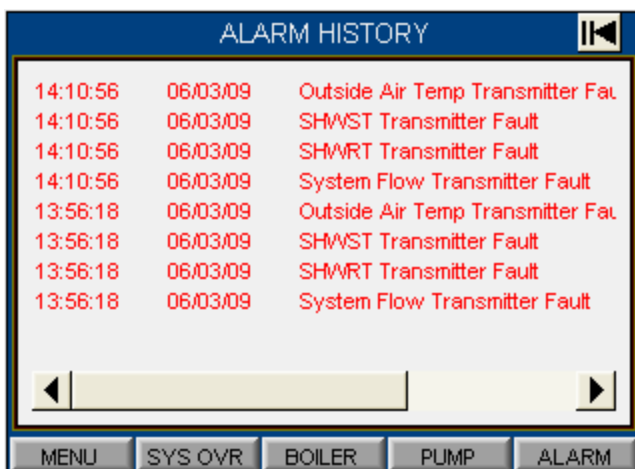 ALARM HISTORY
14:10:56 06/03/09 Outside Air Temp Transmitter Fau
14:10:56 06/03/09 SHWST Transmitter Fault
14:10:56 06/03/09 SHWRT Transmitter Fault
14:10:56 06/03/09 System Flow Transmitter Fault
13:56:18 06/03/09 Outside Air Temp Transmitter Fau
13:56:18 06/03/09 SHWST Transmitter Fault
13:56:18 06/03/09 SHWRT Transmitter Fault
13:56:18 06/03/09 System Flow Transmitter Fault
MENU SYS OVR BOILER PUMP ALARM